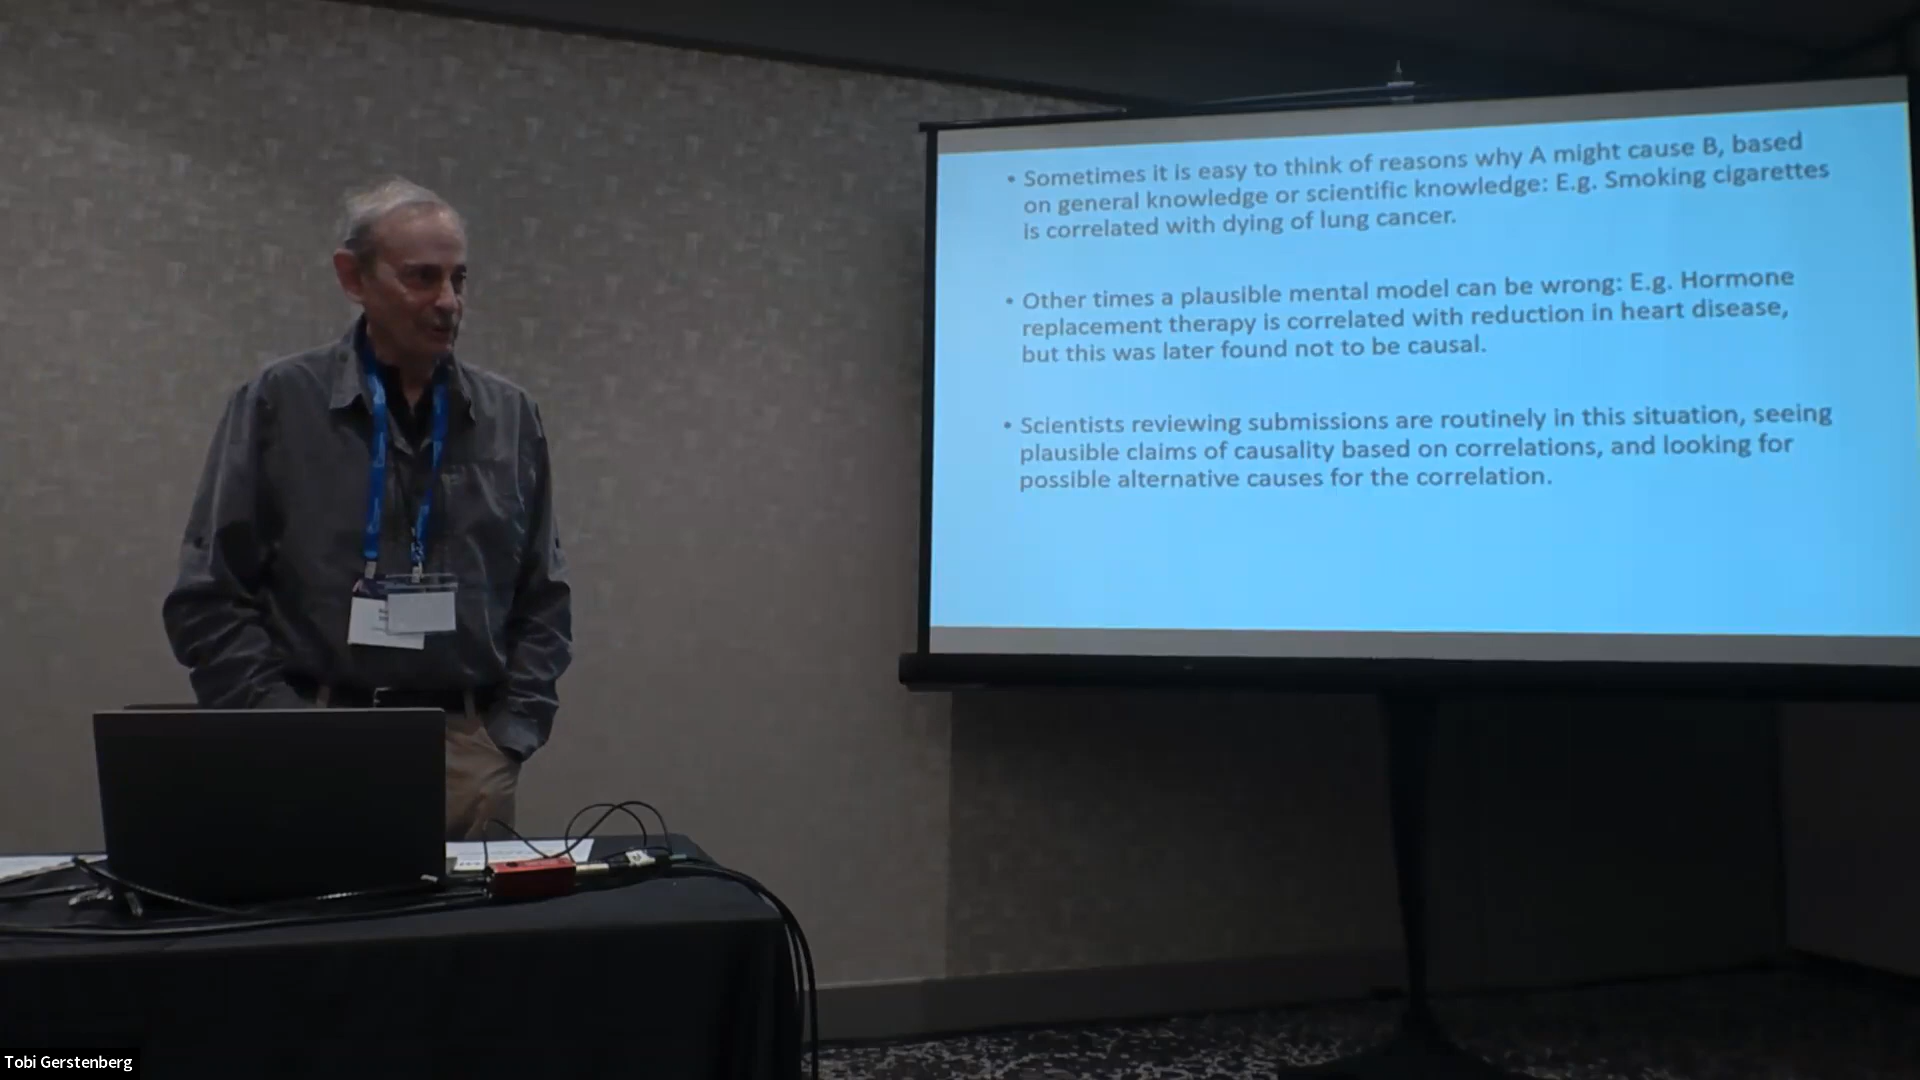 • Sometimes it is easy to think of reasons why A might cause B, based
on general knowledge or scientific knowledge: E.g. Smoking cigarettes
is correlated with dying of lung cancer.
• Other times a plausible mental model can be wrong: E.g. Hormone
replacement therapy is correlated with reduction in heart disease,
but this was later found not to be causal.
• Scientists reviewing submissions are routinely in this situation, seeing
plausible claims of causality based on correlations, and looking for
possible alternative causes for the correlation.
Tobi Gerstenberg